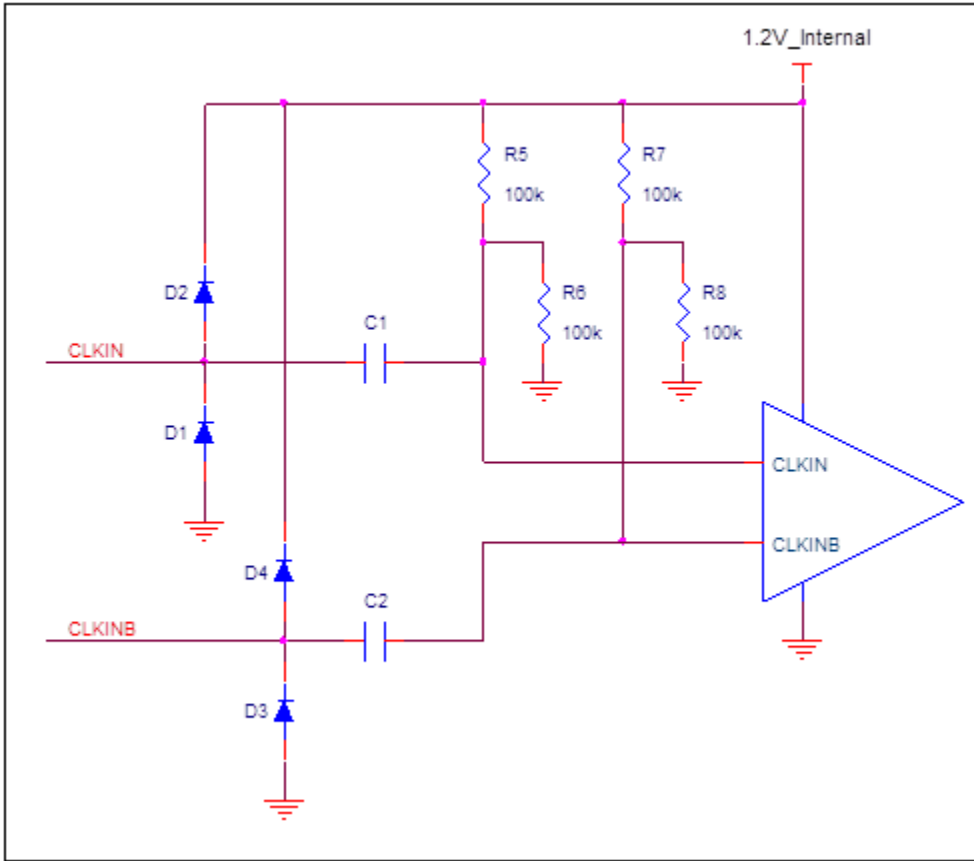 1.2V_Internal
R5
100k
R7
100k
D2
R6
100k
R8
100k
C1
CLKIN
D1
CLKIN
CLKINB
D4
C2
CLKINB
D3